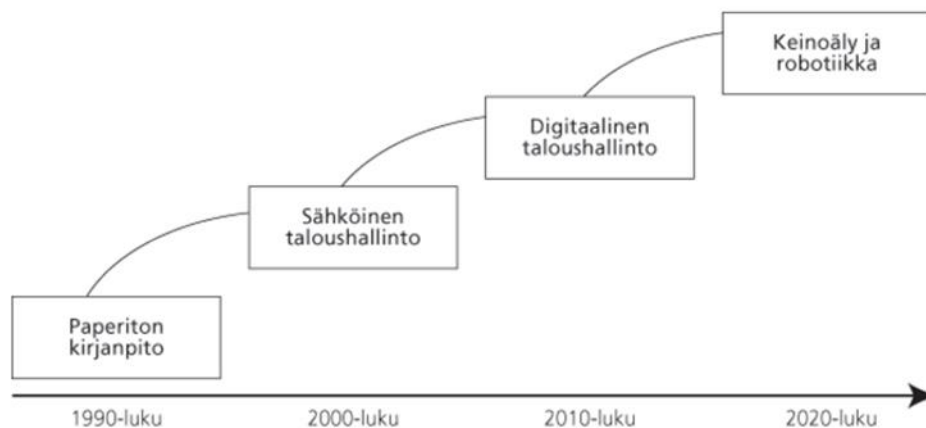 Keinoäly ja
robotiikka
Digitaalinen
taloushallinto
Sähköinen
taloushallinto
Paperiton
kirjanpito
1990-luku
2000-luku
2010-luku
2020-luku